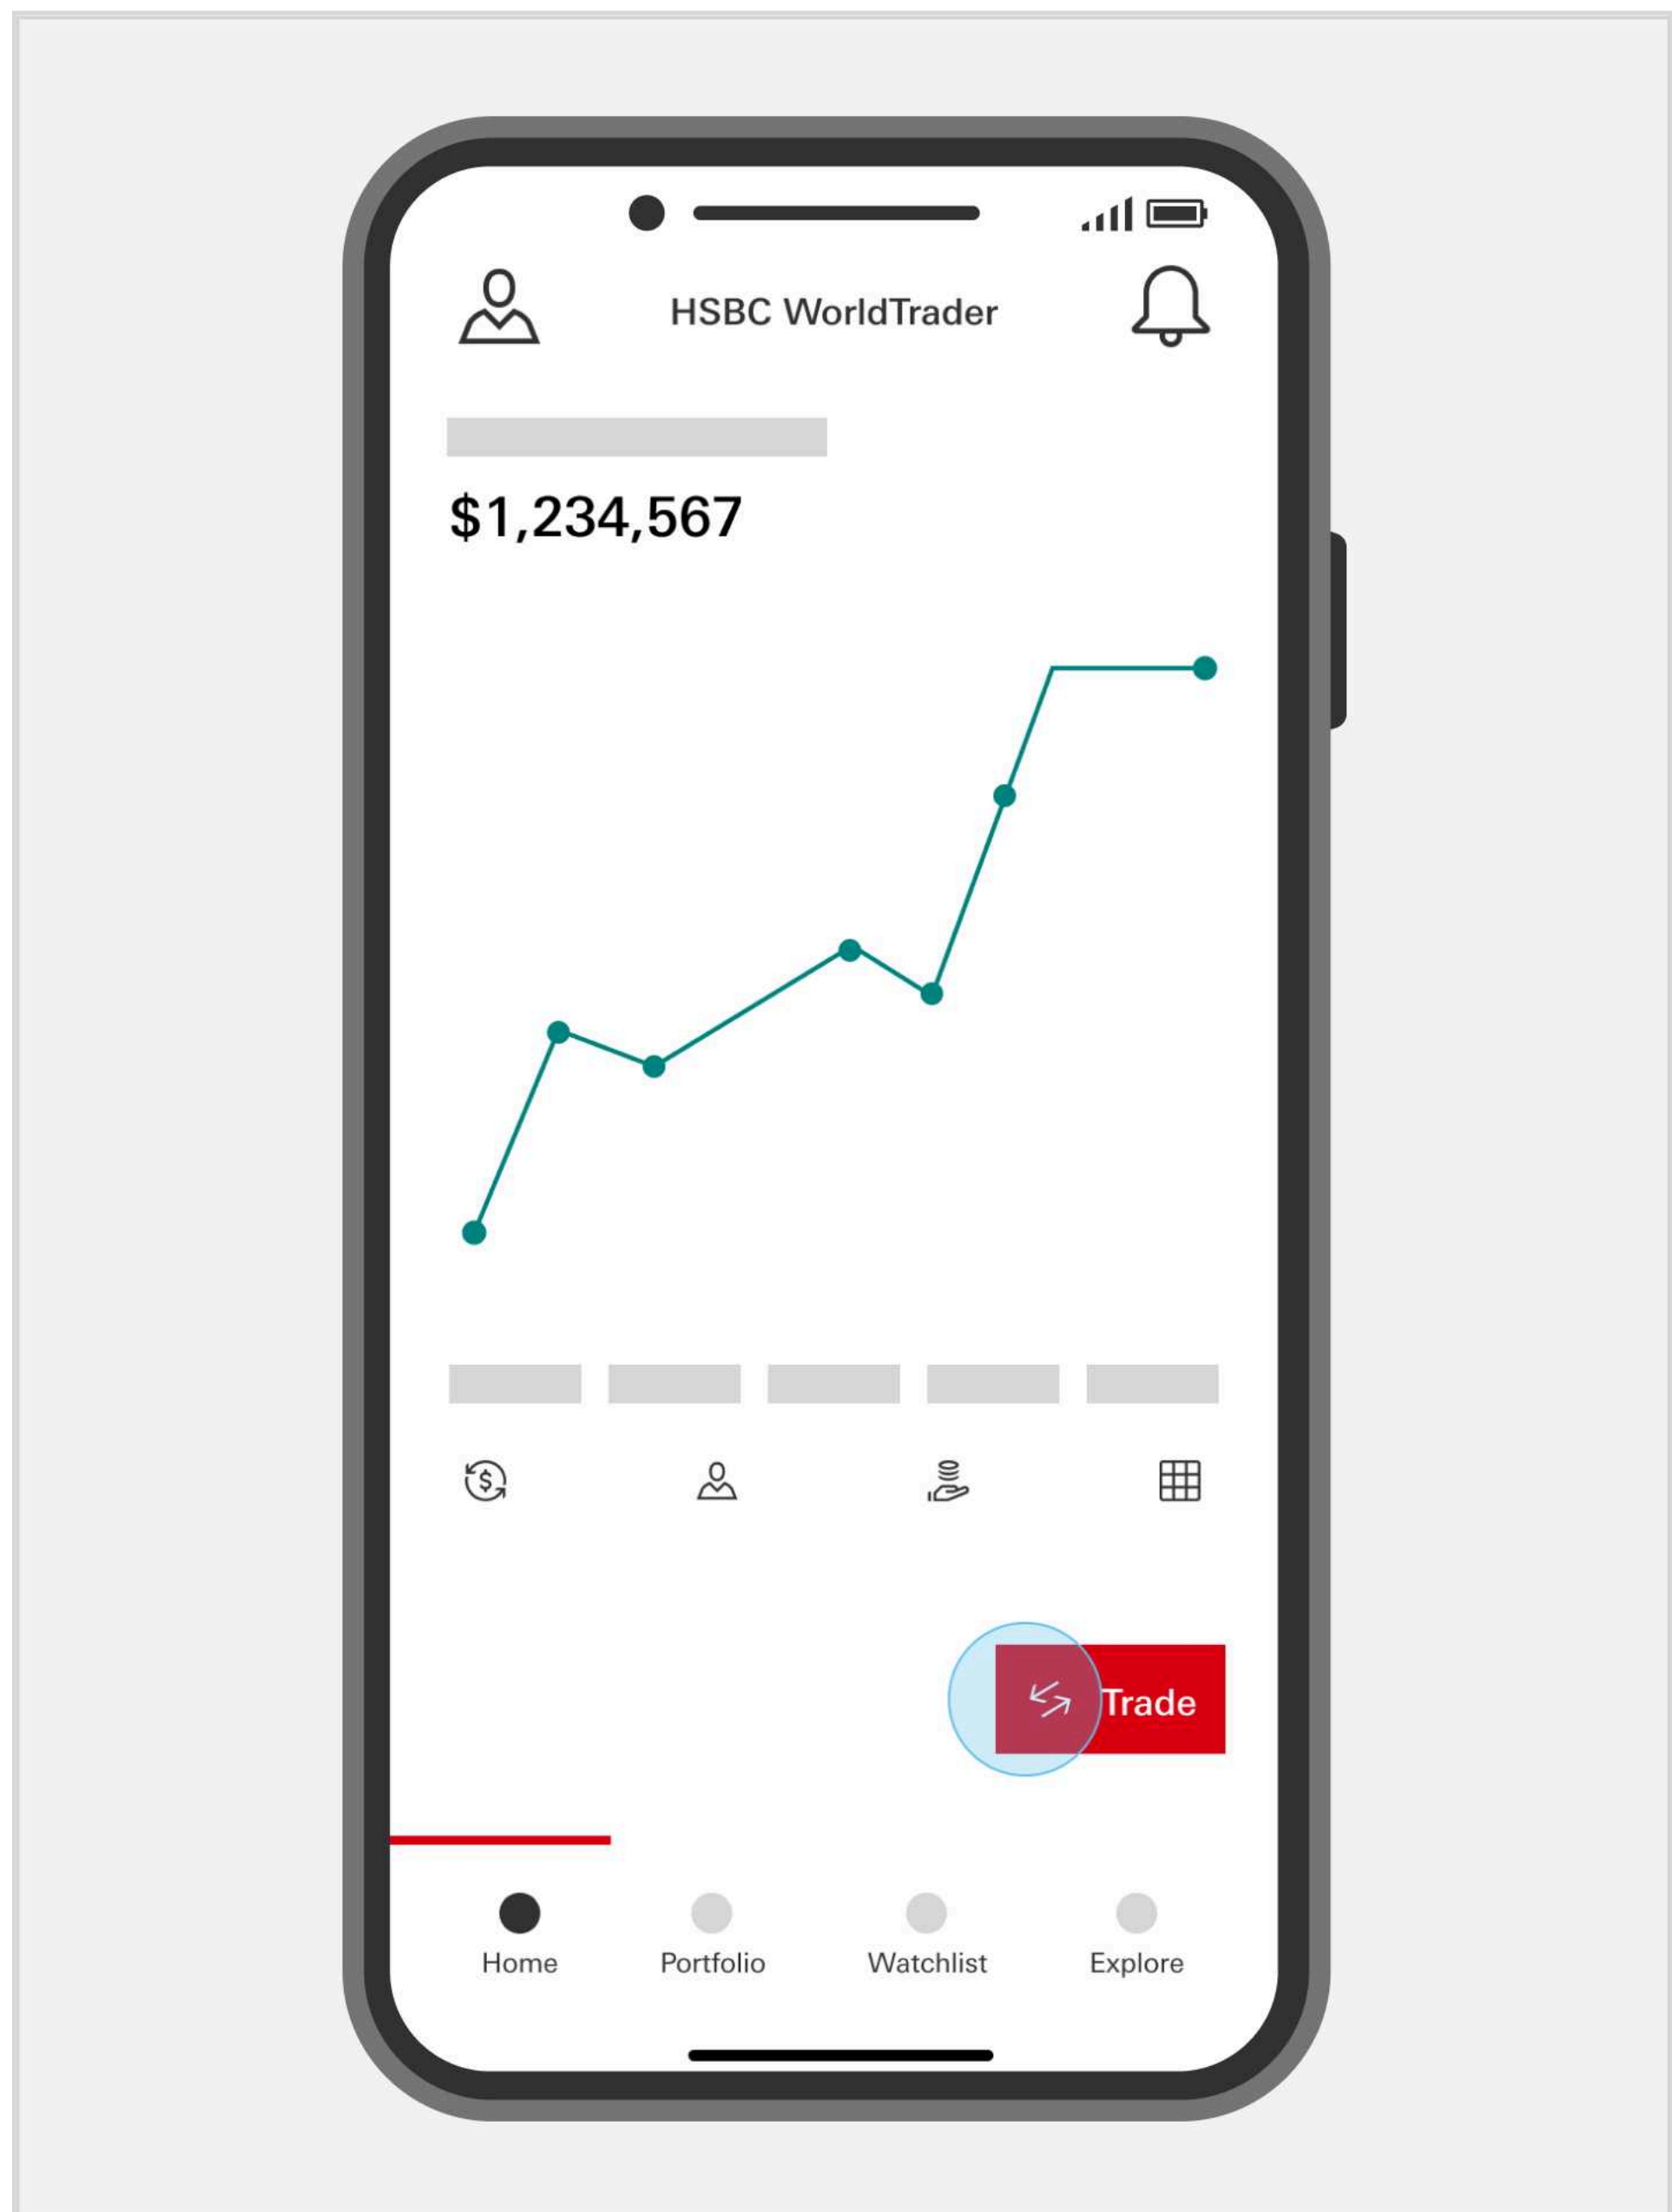 HSBC WorldTrader
$1,234,567
Trade
Home
Portfolio
Watchlist
Explore